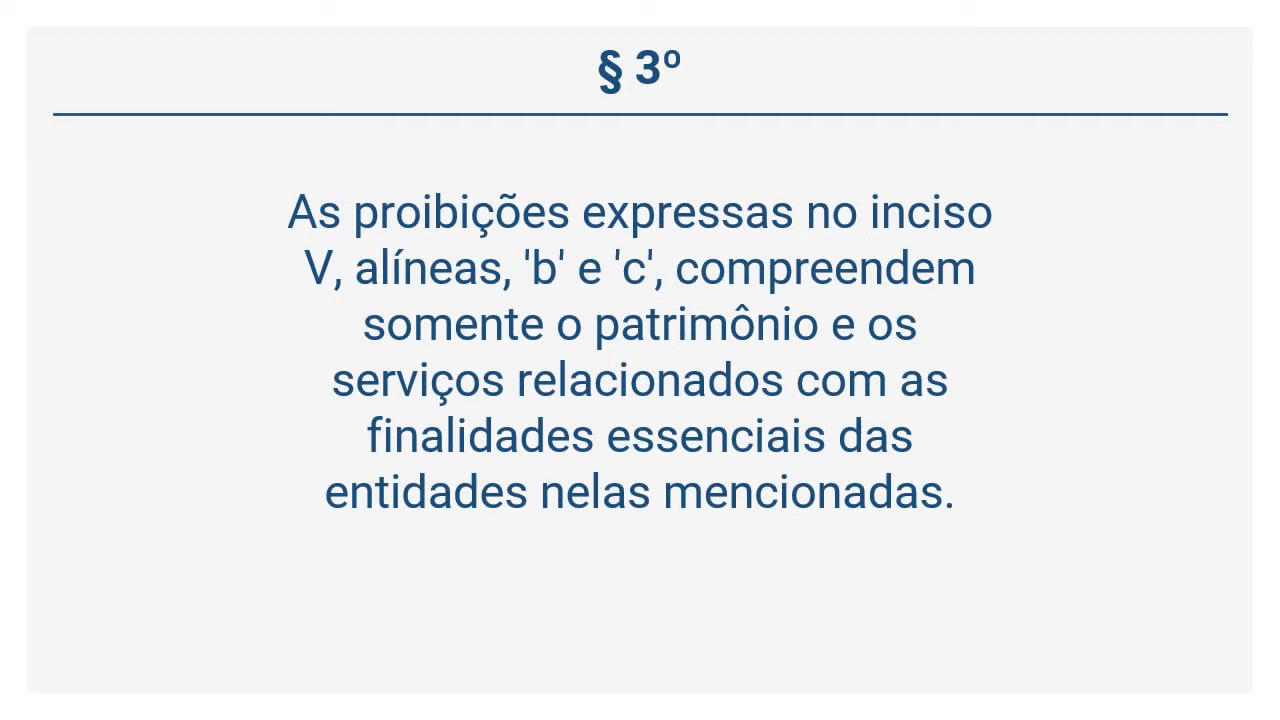 § 3º
As proibições expressas no inciso
V, alíneas, 'b' e 'c', compreendem
somente o patrimônio e os
serviços relacionados com as
finalidades essenciais das
entidades nelas mencionadas.